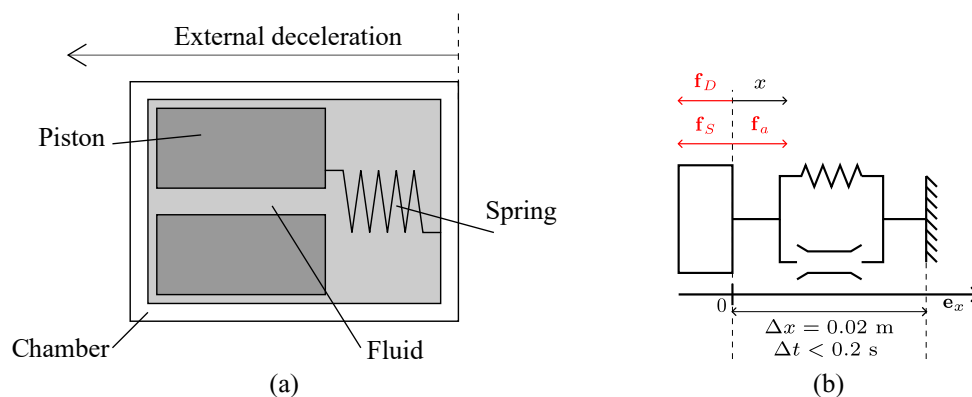 External deceleration
Piston
Spring
Chamber
Fluid
(a)
f_D x
f_S f_a
0
e_x
Δx = 0.02 m
Δt < 0.2 s
(b)